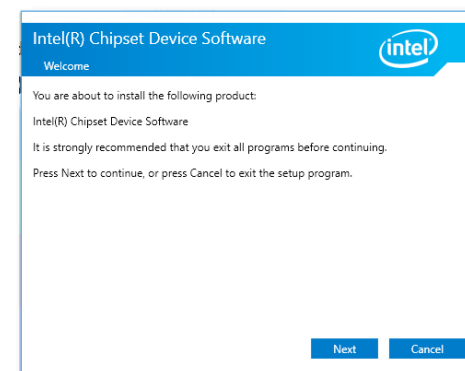 Intel(R) Chipset Device Software
intel
Welcome
You are about to install the following product:
Intel(R) Chipset Device Software
It is strongly recommended that you exit all programs before continuing.
Press Next to continue, or press Cancel to exit the setup program.
Next
Cancel